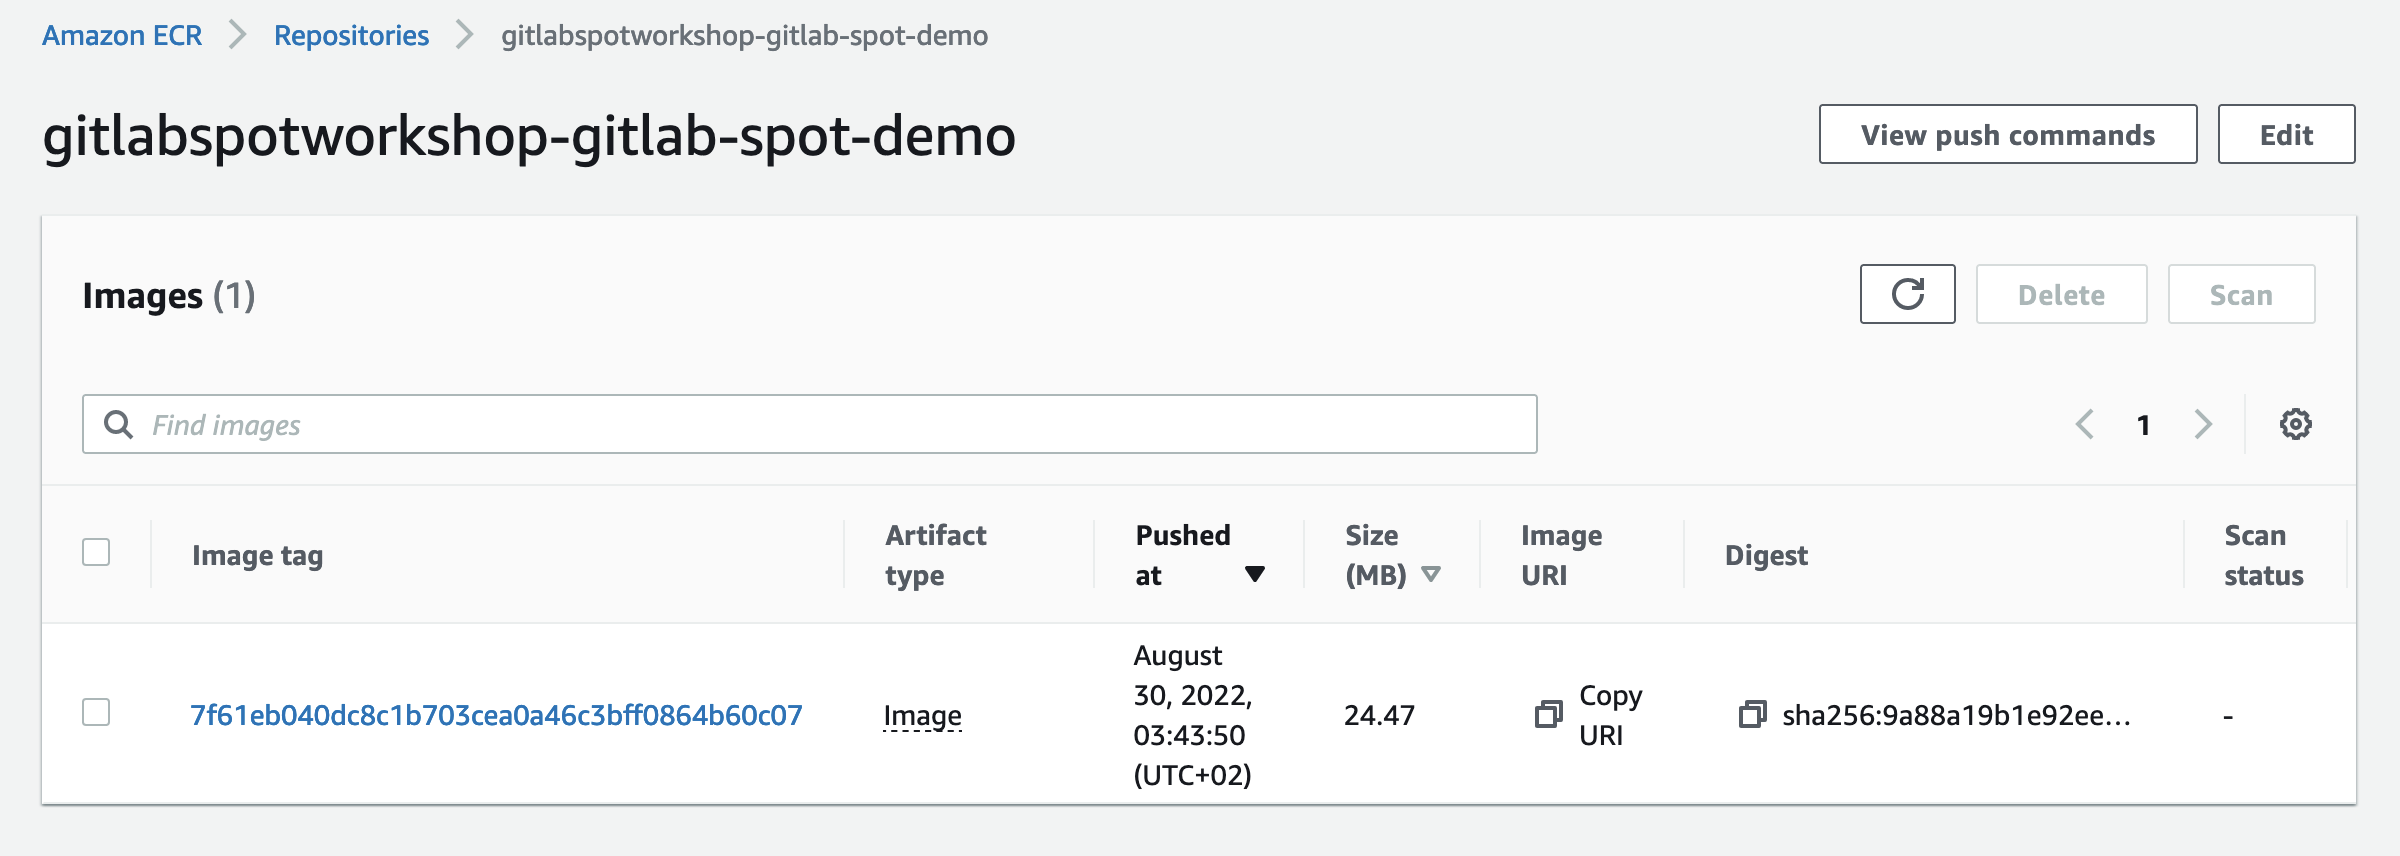 Amazon ECR Repositories gitlabspotworkshop-gitlab-spot-demo
gitlabspotworkshop-gitlab-spot-demo
View push commands
Edit
Images (1)
Delete
Scan
Find images
1
Image tag
Artifact
type
Pushed
at
Size
(MB)
Image
URI
Digest
Scan
status
7f61eb040dc8c1b703cea0a46c3bff0864b60c07
Image
August
30, 2022,
03:43:50
(UTC+02)
24.47
Copy
URI
sha256:9a88a19b1e92ee...
-